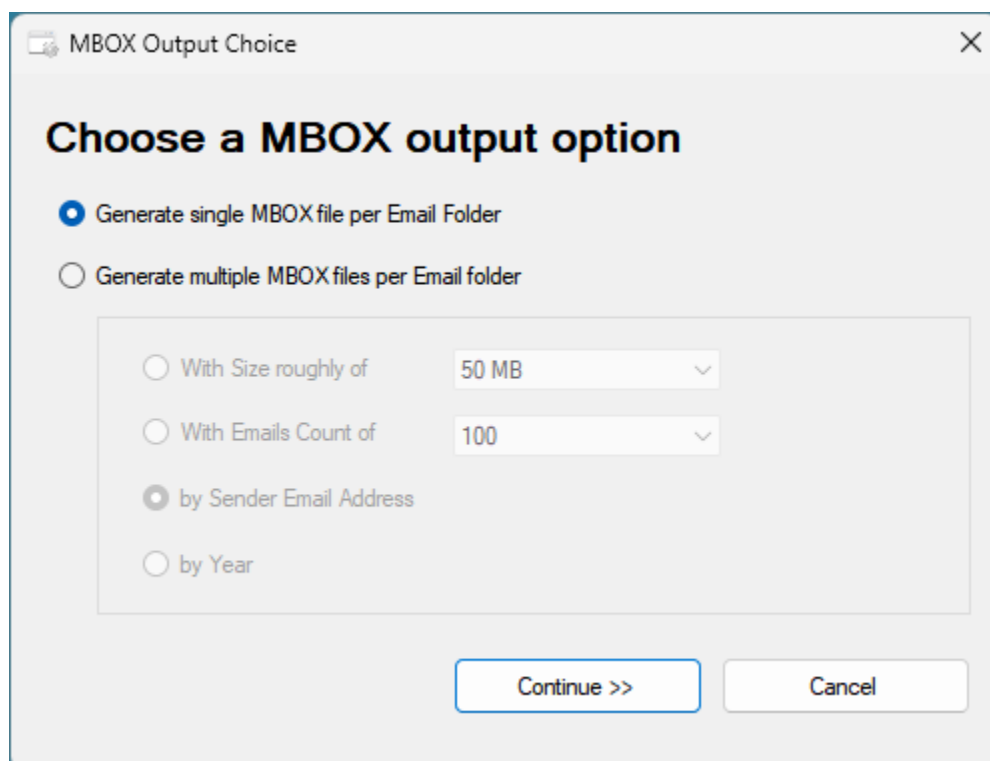 MBOX Output Choice
Choose a MBOX output option
Generate single MBOX file per Email Folder
Generate multiple MBOX files per Email folder
With Size roughly of 50 MB
With Emails Count of 100
by Sender Email Address
by Year
Continue >> Cancel